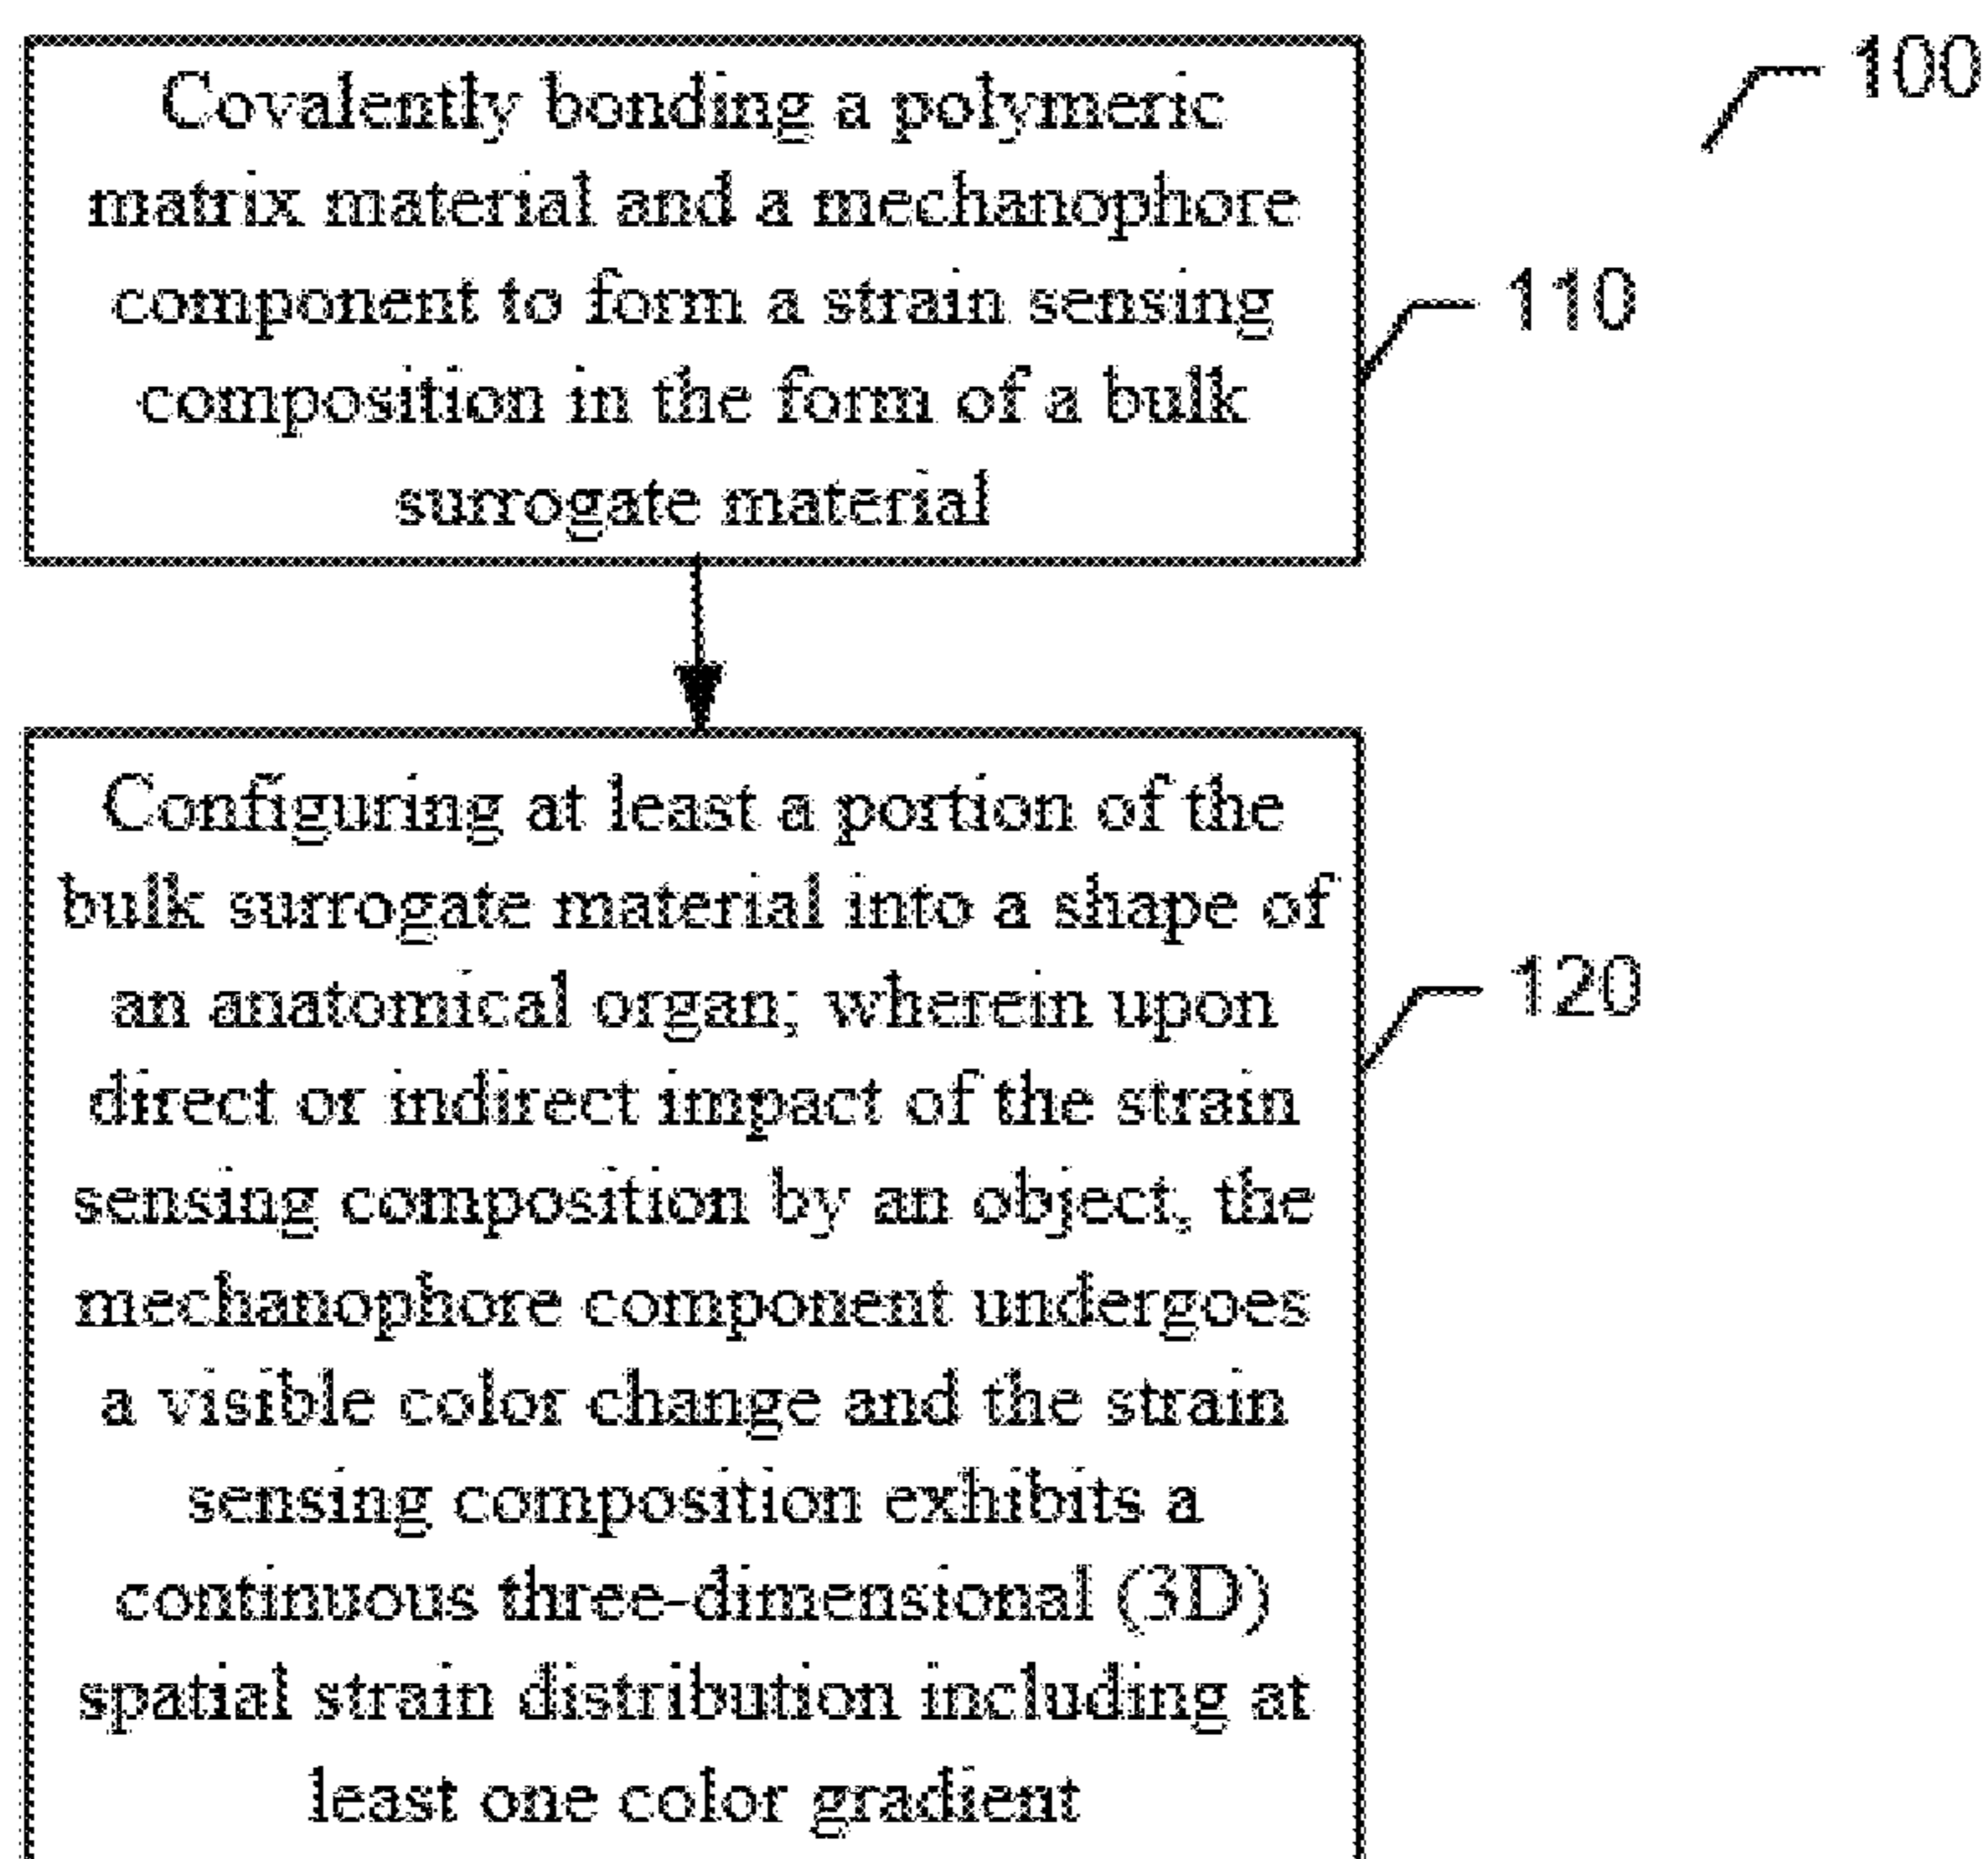 100
Covalently bonding a polymeric
matrix material and a mechanophore
component to form a strain sensing
composition in the form of a bulk
surrogate material
110
Configuring at least a portion of the
bulk surrogate material into a shape of
an anatomical organ; wherein upon
direct or indirect impact of the strain
sensing composition by an object, the
mechanophore component undergoes
a visible color change and the strain
sensing composition exhibits a
continuous three-dimensional (3D)
spatial strain distribution including at
least one color gradient
120